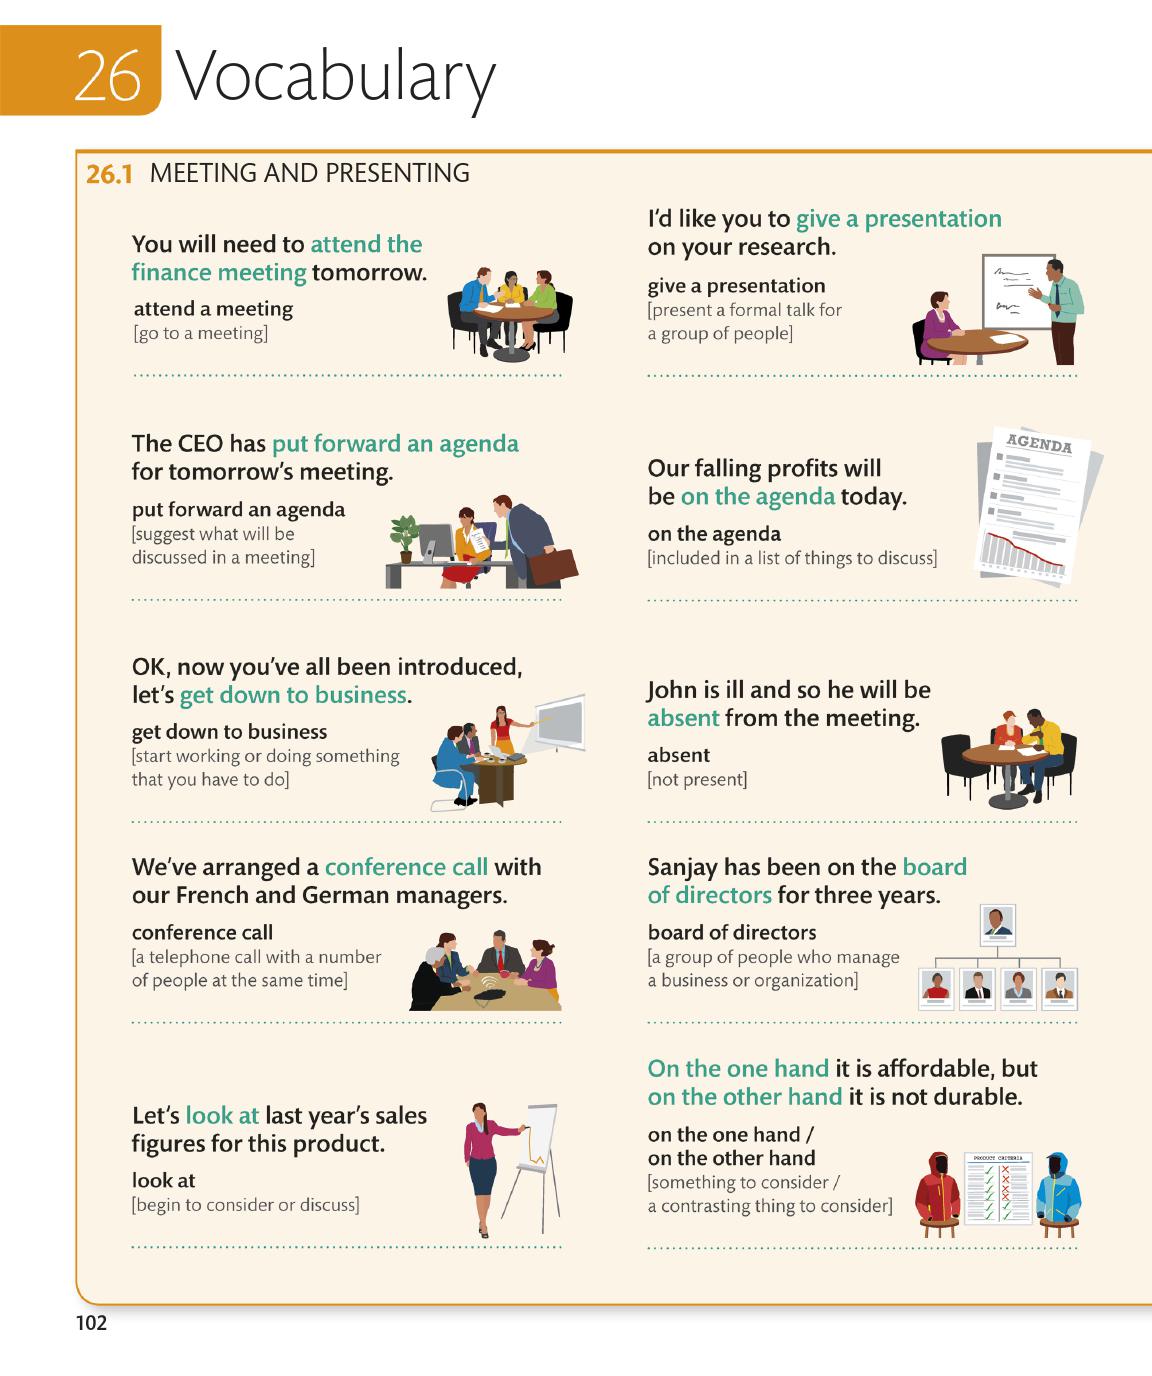 26 Vocabulary
26.1 MEETING AND PRESENTING
You will need to attend the
finance meeting tomorrow.
attend a meeting
[go to a meeting]
I'd like you to give a presentation
on your research.
give a presentation
[present a formal talk for
a group of people]
The CEO has put forward an agenda
for tomorrow's meeting.
put forward an agenda
[suggest what will be
discussed in a meeting]
Our falling profits will
be on the agenda today.
on the agenda
[included in a list of things to discuss]
AGENDA
OK, now you've all been introduced,
let's get down to business.
get down to business
[start working or doing something
that you have to do]
John is ill and so he will be
absent from the meeting.
absent
[not present]
We've arranged a conference call with
our French and German managers.
conference call
[a telephone call with a number
of people at the same time]
Sanjay has been on the board
of directors for three years.
board of directors
[a group of people who manage
a business or organization]
Let's look at last year's sales
figures for this product.
look at
[begin to consider or discuss]
On the one hand it is affordable, but
on the other hand it is not durable.
on the one hand /
on the other hand
[something to consider /
a contrasting thing to consider]
PRODUCT CRITERIA
102